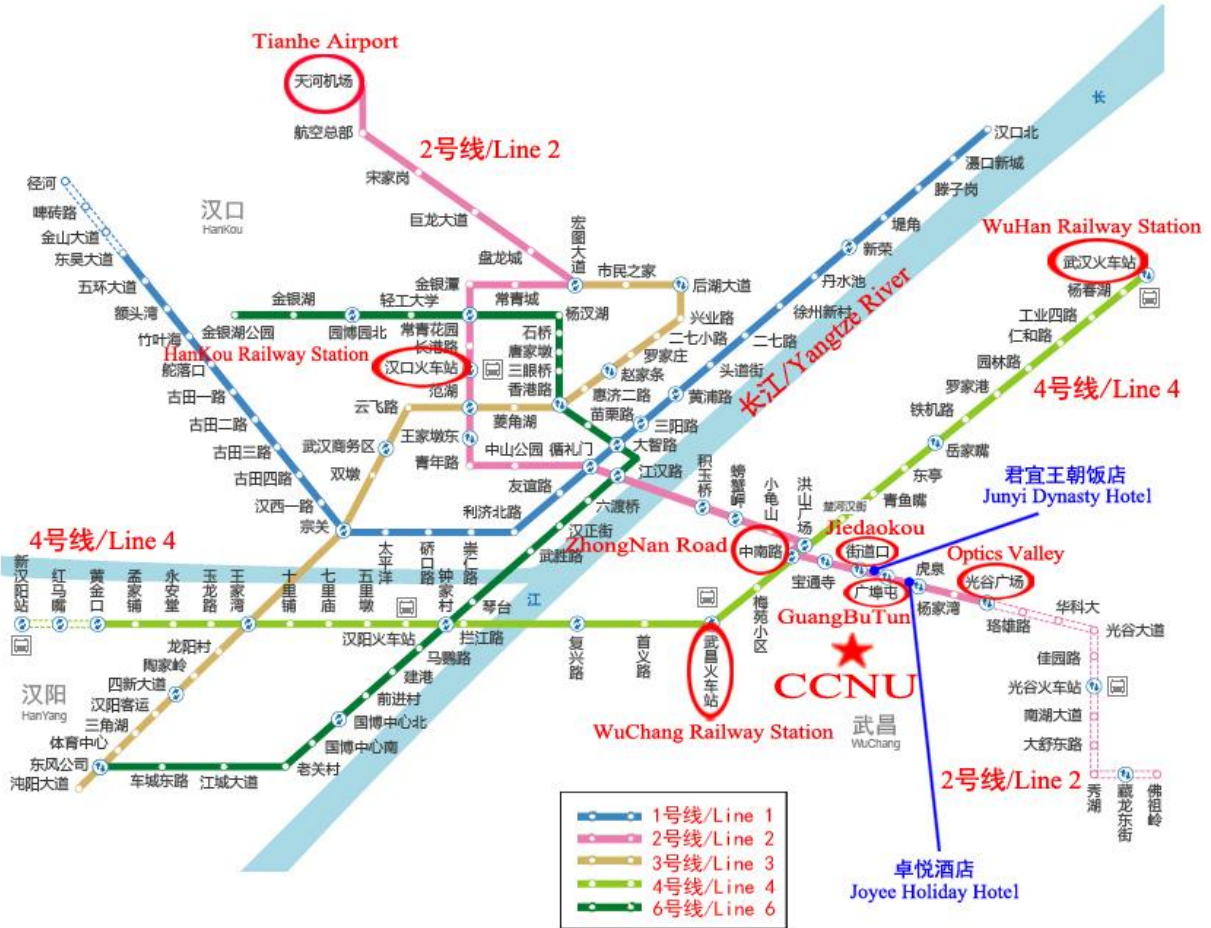 Tianhe Airport
天河机场
航空总部
2号线/Line 2
宋家岗
巨龙大道
盘龙城
宏图大道
市民之家
后湖大道
汉口
HanKou
径河
啤砖路
金山大道
东吴大道
五环大道
额头湾
竹叶海
舵落口
古田一路
古田二路
古田三路
古田四路
汉西一路
宗关
金银湖公园
金银湖
园博园北
轻工大学
金银潭
常青城
常青花园
长港路
HanKou Railway Station
汉口火车站
范湖
王家墩东
青年路
杨汊湖
石桥
唐家墩
三眼桥
香港路
云飞路
菱角湖
武汉商务区
双墩
兴业路
二七小路
罗家庄
赵家条
惠济二路
苗栗路
中山公园
循礼门
友谊路
利济北路
崇仁路
硚口路
太平洋
大智路
三阳路
黄浦路
头道街
二七路
徐州新村
丹水池
新荣
堤角
滕子岗
滠口新城
汉口北
长
长江/Yangtze River
江
江汉路
六渡桥
汉正街
武胜路
琴台
钟家村
积玉桥
螃蟹岬
小龟山
洪山广场
WuHan Railway Station
武汉火车站
杨春湖
工业四路
仁和路
园林路
罗家港
铁机路
岳家嘴
东亭
青鱼嘴
楚河汉街
4号线/Line 4
君宜王朝饭店
Junyi Dynasty Hotel
ZhongNan Road
中南路
宝通寺
Jiedaokou
街道口
广埠屯
GuangBuTun
虎泉
杨家湾
Optics Valley
光谷广场
珞雄路
华科大
光谷大道
佳园路
光谷火车站
南湖大道
大舒东路
秀湖
藏龙东街
佛祖岭
2号线/Line 2
CCNU
武昌
WuChang
梅苑小区
武昌火车站
WuChang Railway Station
首义路
复兴路
拦江路
4号线/Line 4
新汉阳站
红马嘴
黄金口
孟家铺
永安堂
玉龙路
王家湾
十里铺
七里庙
五里墩
汉阳火车站
马鹦路
建港
前进村
国博中心北
国博中心南
老关村
江城大道
车城东路
东风公司
沌阳大道
体育中心
三角湖
汉阳客运
四新大道
陶家岭
龙阳村
汉阳
HanYang
卓悦酒店
Joyee Holiday Hotel
1号线/Line 1
2号线/Line 2
3号线/Line 3
4号线/Line 4
6号线/Line 6